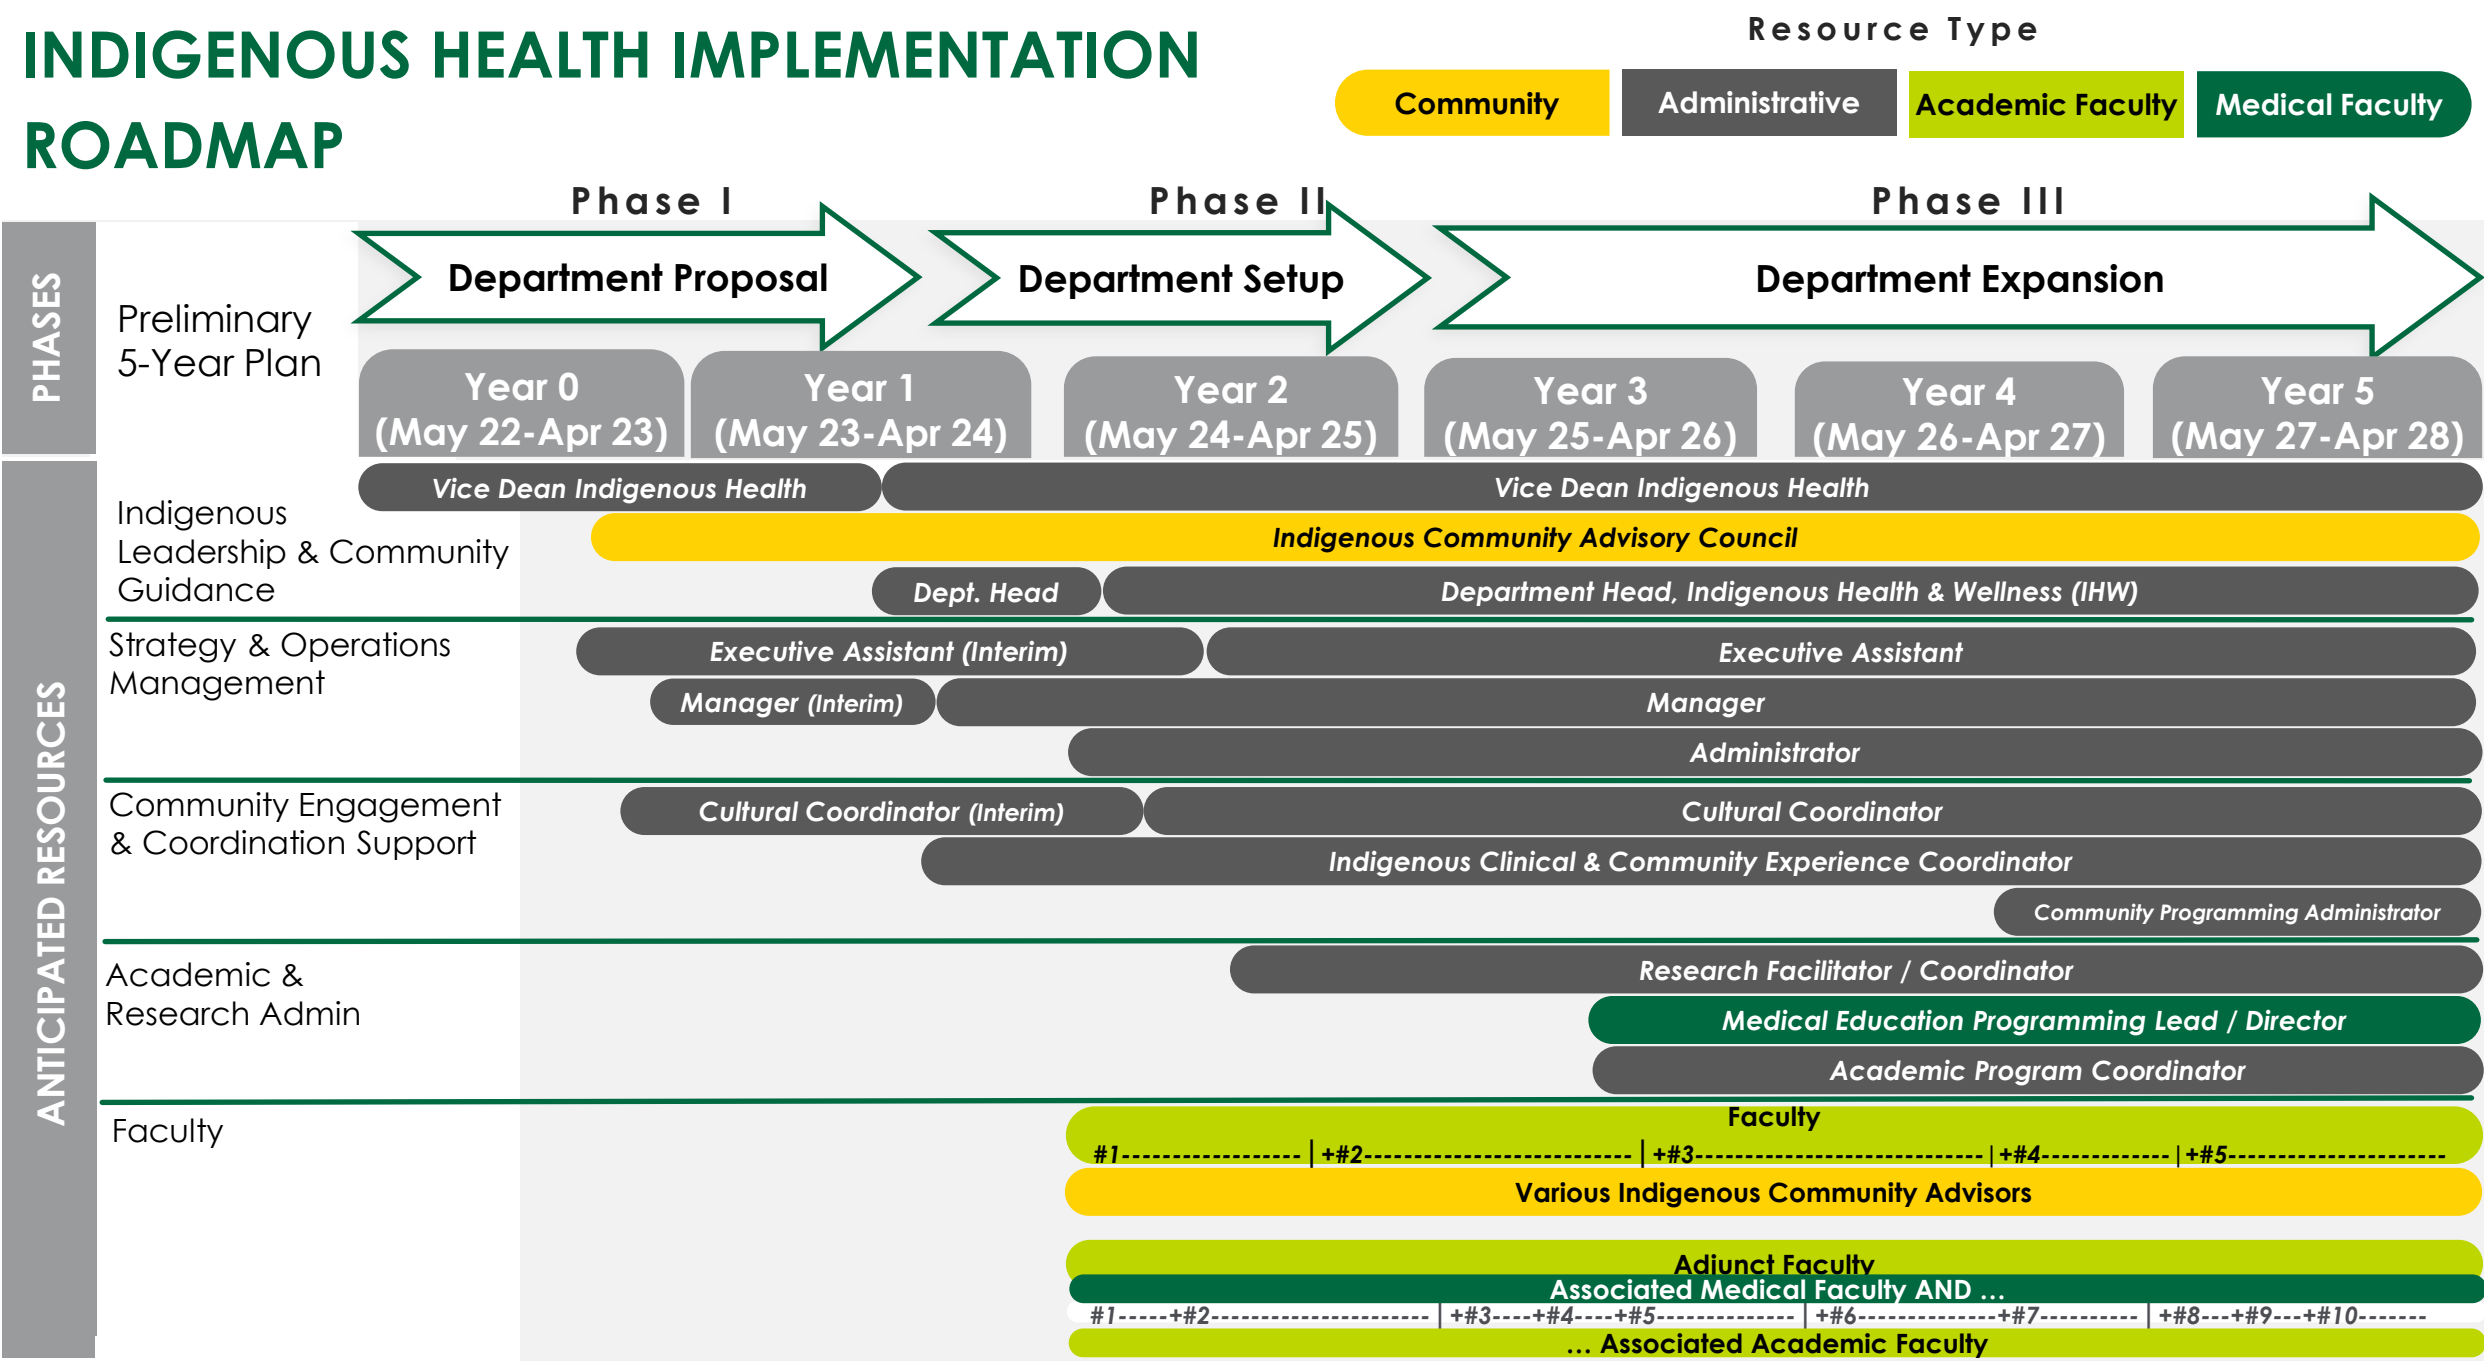 INDIGENOUS HEALTH IMPLEMENTATION
ROADMAP
Resource Type
Community
Administrative
Academic Faculty
Medical Faculty
Phase I
Phase II
Phase III
PHASES
Preliminary
5-Year Plan
Department Proposal
Department Setup
Department Expansion
Year 0
(May 22-Apr 23)
Year 1
(May 23-Apr 24)
Year 2
(May 24-Apr 25)
Year 3
(May 25-Apr 26)
Year 4
(May 26-Apr 27)
Year 5
(May 27-Apr 28)
ANTICIPATED RESOURCES
Indigenous
Leadership & Community
Guidance
Vice Dean Indigenous Health
Vice Dean Indigenous Health
Indigenous Community Advisory Council
Dept. Head
Department Head, Indigenous Health & Wellness (IHW)
Strategy & Operations
Management
Executive Assistant (Interim)
Executive Assistant
Manager (Interim)
Manager
Administrator
Community Engagement
& Coordination Support
Cultural Coordinator (Interim)
Cultural Coordinator
Indigenous Clinical & Community Experience Coordinator
Community Programming Administrator
Academic &
Research Admin
Research Facilitator / Coordinator
Medical Education Programming Lead / Director
Academic Program Coordinator
Faculty
Faculty
#1------------------|+#2---------------------------|+#3-----------------------------|+#4-------------|+#5----------------------
Various Indigenous Community Advisors
Adjunct Faculty
Associated Medical Faculty AND …
#1-----+#2----------------------|+#3----+#4----+#5--------------|+#6--------------+#7----------|+#8---+#9---+#10-------
… Associated Academic Faculty